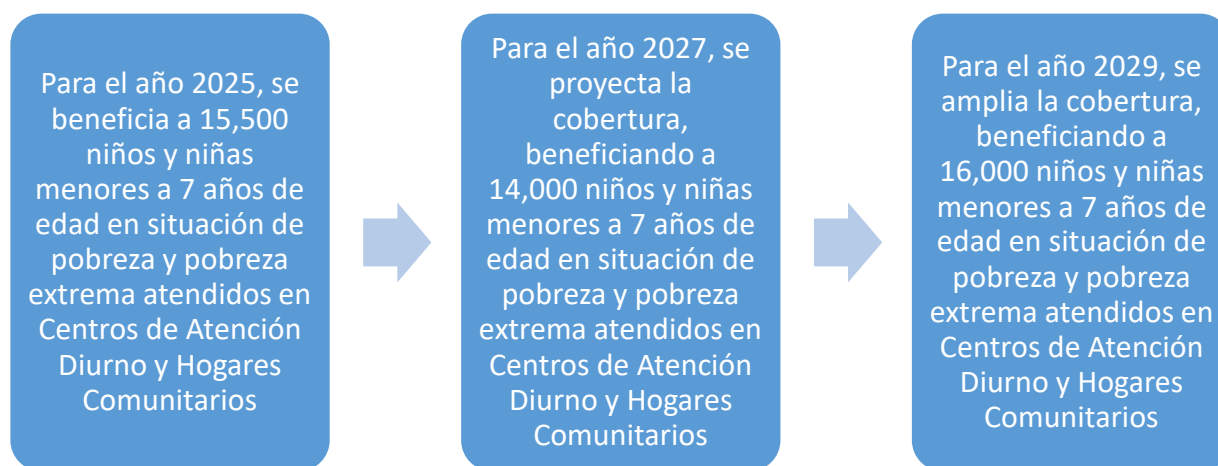 Para el año 2025, se
beneficia a 15,500
niños y niñas
menores a 7 años de
edad en situación de
pobreza y pobreza
extrema atendidos en
Centros de Atención
Diurno y Hogares
Comunitarios
Para el año 2027, se
proyecta la
cobertura,
beneficiando a
14,000 niños y niñas
menores a 7 años de
edad en situación de
pobreza y pobreza
extrema atendidos en
Centros de Atención
Diurno y Hogares
Comunitarios
Para el año 2029, se
amplia la cobertura,
beneficiando a
16,000 niños y niñas
menores a 7 años de
edad en situación de
pobreza y pobreza
extrema atendidos en
Centros de Atención
Diurno y Hogares
Comunitarios